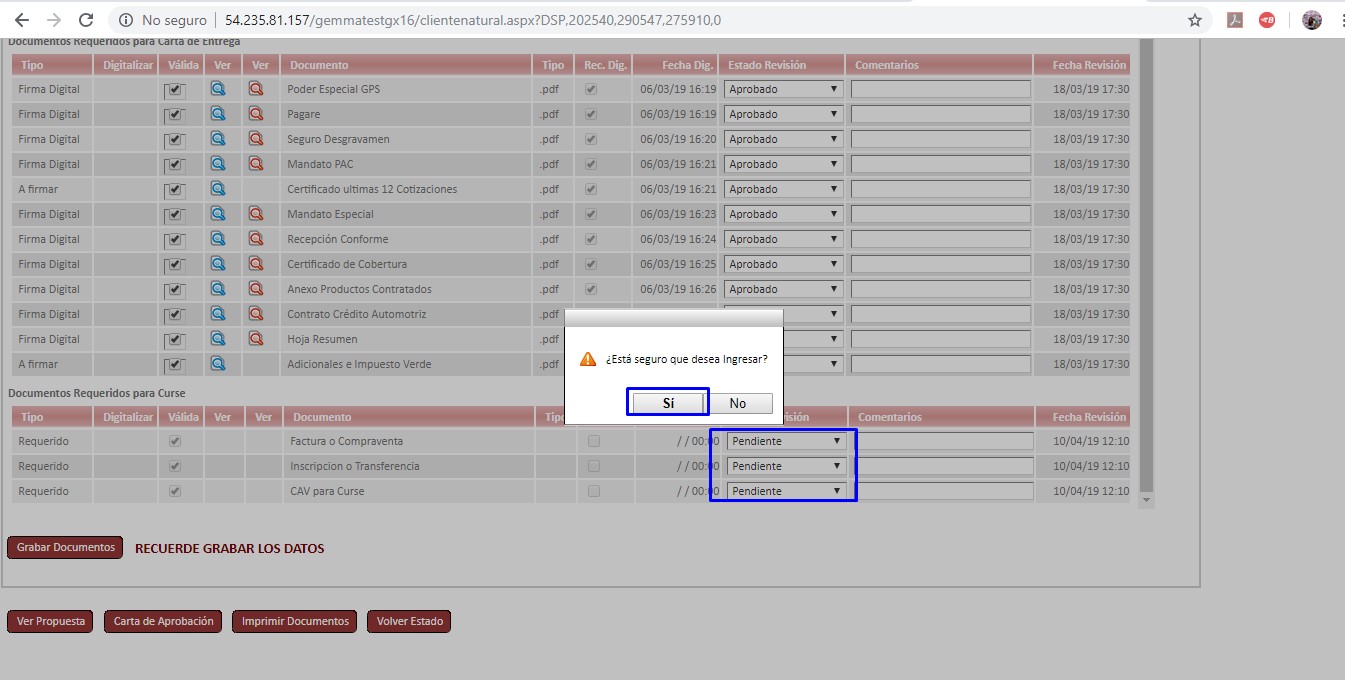 No seguro | 54.235.81.157/gemmatestgx16/clientenatural.aspx?DSP,202540,290547,275910,0
Documentos Requeridos para Carta de Entrega
Tipo Digitalizar Válida Ver Ver Documento Tipo Rec. Dig. Fecha Dig. Estado Revisión Comentarios Fecha Revisión
Firma Digital Poder Especial GPS .pdf 06/03/19 16:19 Aprobado 18/03/19 17:30
Firma Digital Pagare .pdf 06/03/19 16:19 Aprobado 18/03/19 17:30
Firma Digital Seguro Desgravamen .pdf 06/03/19 16:20 Aprobado 18/03/19 17:30
Firma Digital Mandato PAC .pdf 06/03/19 16:21 Aprobado 18/03/19 17:30
A firmar Certificado ultimas 12 Cotizaciones .pdf 06/03/19 16:21 Aprobado 18/03/19 17:30
Firma Digital Mandato Especial .pdf 06/03/19 16:23 Aprobado 18/03/19 17:30
Firma Digital Recepción Conforme .pdf 06/03/19 16:24 Aprobado 18/03/19 17:30
Firma Digital Certificado de Cobertura .pdf 06/03/19 16:25 Aprobado 18/03/19 17:30
Firma Digital Anexo Productos Contratados .pdf 06/03/19 16:26 Aprobado 18/03/19 17:30
Firma Digital Contrato Crédito Automotriz .pdf 18/03/19 17:30
Firma Digital Hoja Resumen .pdf 18/03/19 17:30
A firmar Adicionales e Impuesto Verde .pdf 18/03/19 17:30
¿Está seguro que desea Ingresar?
Sí No
Documentos Requeridos para Curse
Tipo Digitalizar Válida Ver Ver Documento Comentarios Fecha Revisión
Requerido Factura o Compraventa / / 00:00 Pendiente 10/04/19 12:10
Requerido Inscripcion o Transferencia / / 00:00 Pendiente 10/04/19 12:10
Requerido CAV para Curse / / 00:00 Pendiente 10/04/19 12:10
Grabar Documentos RECUERDE GRABAR LOS DATOS
Ver Propuesta Carta de Aprobación Imprimir Documentos Volver Estado